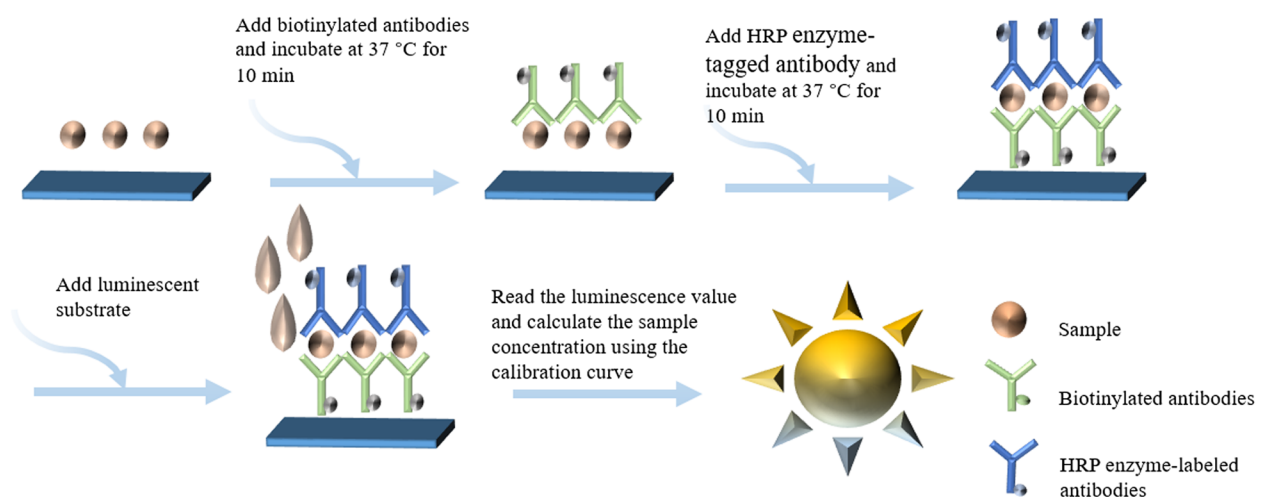 Add biotinylated antibodies
and incubate at 37 °C for
10 min
Add HRP enzyme-
tagged antibody and
incubate at 37 °C for
10 min
Add luminescent
substrate
Read the luminescence value
and calculate the sample
concentration using the
calibration curve
Sample
Biotinylated antibodies
HRP enzyme-labeled
antibodies